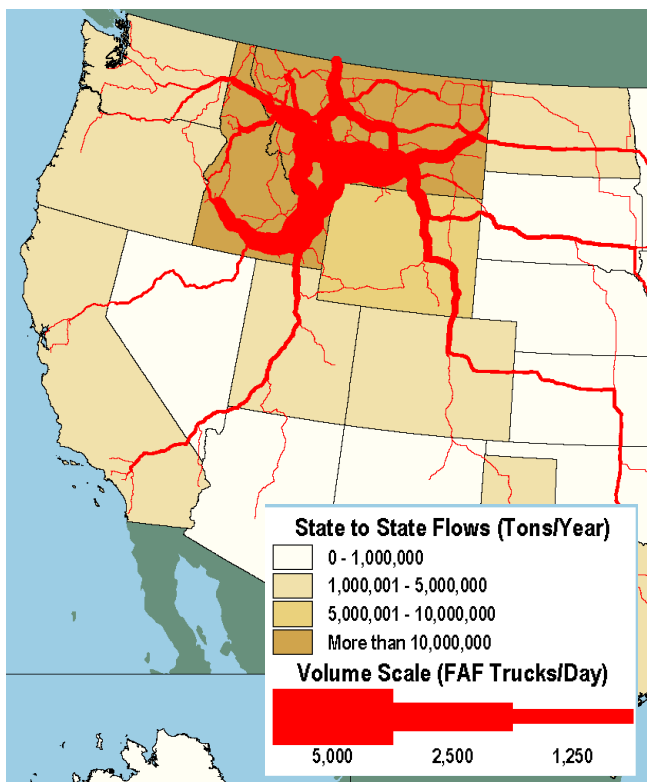 State to State Flows (Tons/Year)
0 - 1,000,000
1,000,001 - 5,000,000
5,000,001 - 10,000,000
More than 10,000,000
Volume Scale (FAF Trucks/Day)
5,000 2,500 1,250